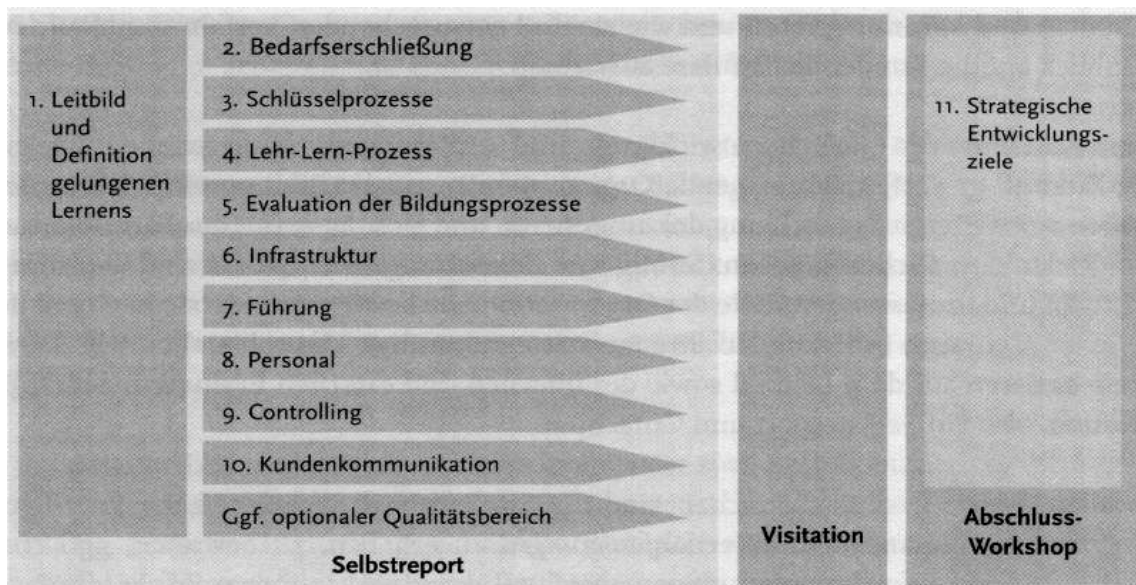 1. Leitbild
und
Definition
gelungenen
Lernens
2. Bedarfserschließung
3. Schlüsselprozesse
4. Lehr-Lern-Prozess
5. Evaluation der Bildungsprozesse
6. Infrastruktur
7. Führung
8. Personal
9. Controlling
10. Kundenkommunikation
Ggf. optionaler Qualitätsbereich
Selbstreport
Visitation
11. Strategische
Entwicklungs-
ziele
Abschluss-
Workshop